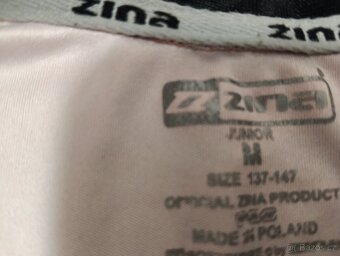 zina
zina
zina
JUNIOR
M
SIZE 137-147
OFFICIAL ZINA PRODUCT
MADE IN POLAND